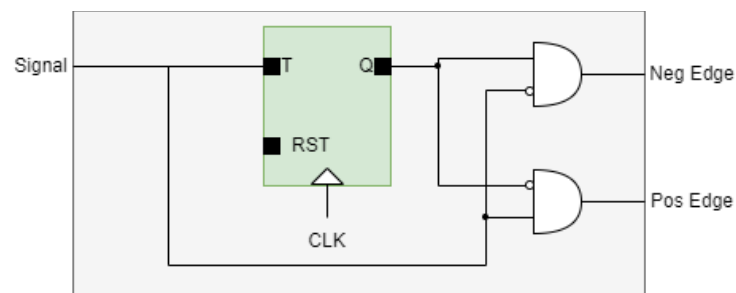 Signal
T
Q
Neg Edge
RST
Pos Edge
CLK